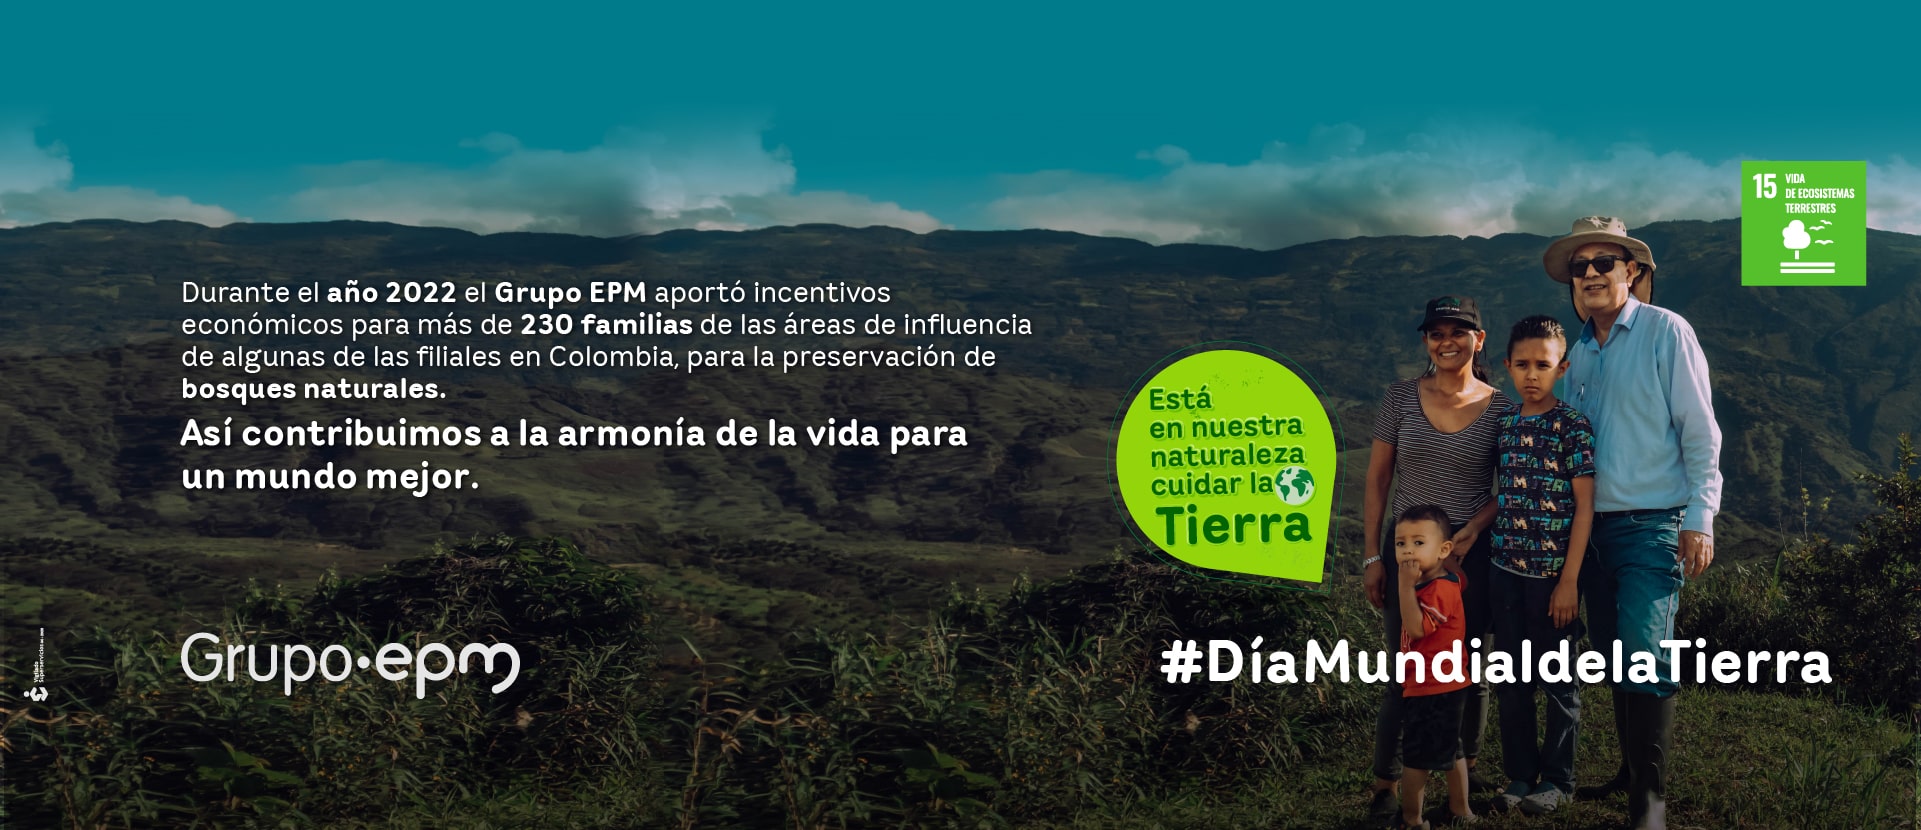 15 VIDA
DE ECOSISTEMAS
TERRESTRES
Durante el año 2022 el Grupo EPM aportó incentivos
económicos para más de 230 familias de las áreas de influencia
de algunas de las filiales en Colombia, para la preservación de
bosques naturales.
Así contribuimos a la armonía de la vida para
un mundo mejor.
Está
en nuestra
naturaleza
cuidar la
Tierra
Grupo·epm
#DíaMundialdelaTierra
Vigilado